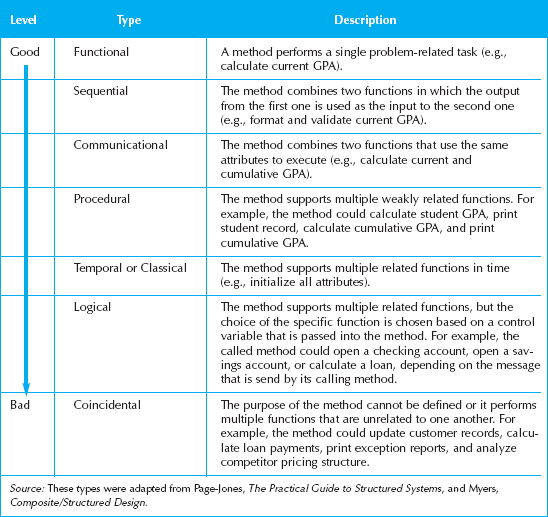 Level Type Description
Good Functional A method performs a single problem-related task (e.g.,
calculate current GPA).
Sequential The method combines two functions in which the output
from the first one is used as the input to the second one
(e.g., format and validate current GPA).
Communicational The method combines two functions that use the same
attributes to execute (e.g., calculate current and
cumulative GPA).
Procedural The method supports multiple weakly related functions. For
example, the method could calculate student GPA, print
student record, calculate cumulative GPA, and print
cumulative GPA.
Temporal or Classical The method supports multiple related functions in time
(e.g., initialize all attributes).
Logical The method supports multiple related functions, but the
choice of the specific function is chosen based on a control
variable that is passed into the method. For example, the
called method could open a checking account, open a sav-
ings account, or calculate a loan, depending on the message
that is send by its calling method.
Bad Coincidental The purpose of the method cannot be defined or it performs
multiple functions that are unrelated to one another. For
example, the method could update customer records, calcu-
late loan payments, print exception reports, and analyze
competitor pricing structure.
Source: These types were adapted from Page-Jones, The Practical Guide to Structured Systems, and Myers,
Composite/Structured Design.